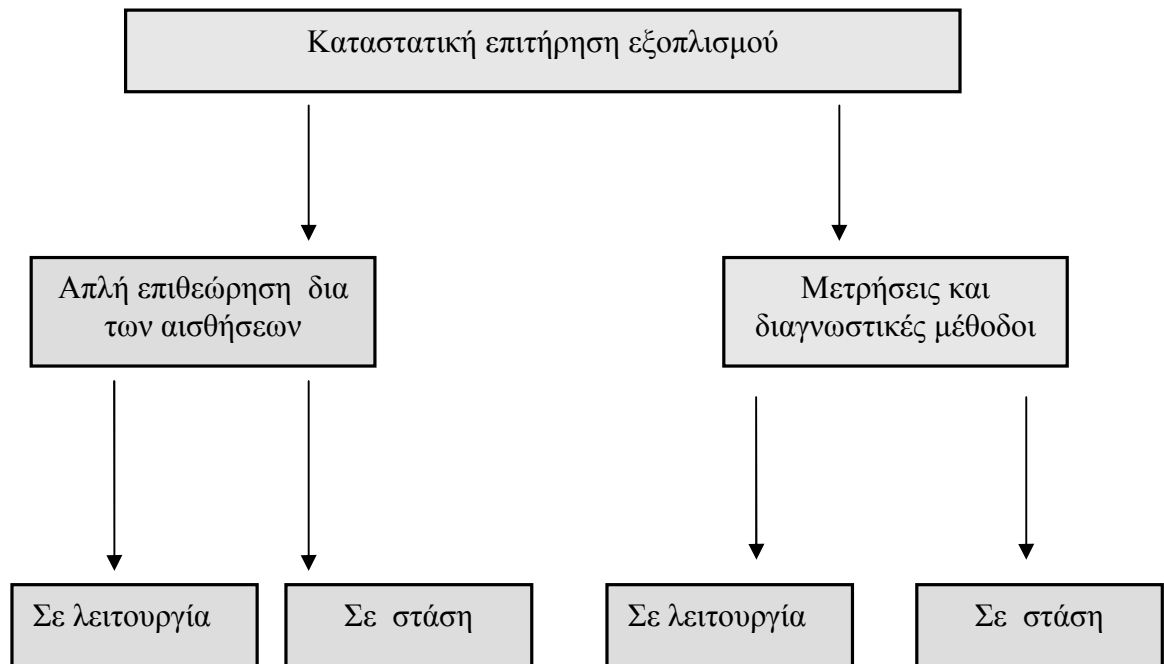 Καταστατική επιτήρηση εξοπλισμού
Απλή επιθεώρηση δια
των αισθήσεων
Μετρήσεις και
διαγνωστικές μέθοδοι
Σε λειτουργία
Σε στάση
Σε λειτουργία
Σε στάση